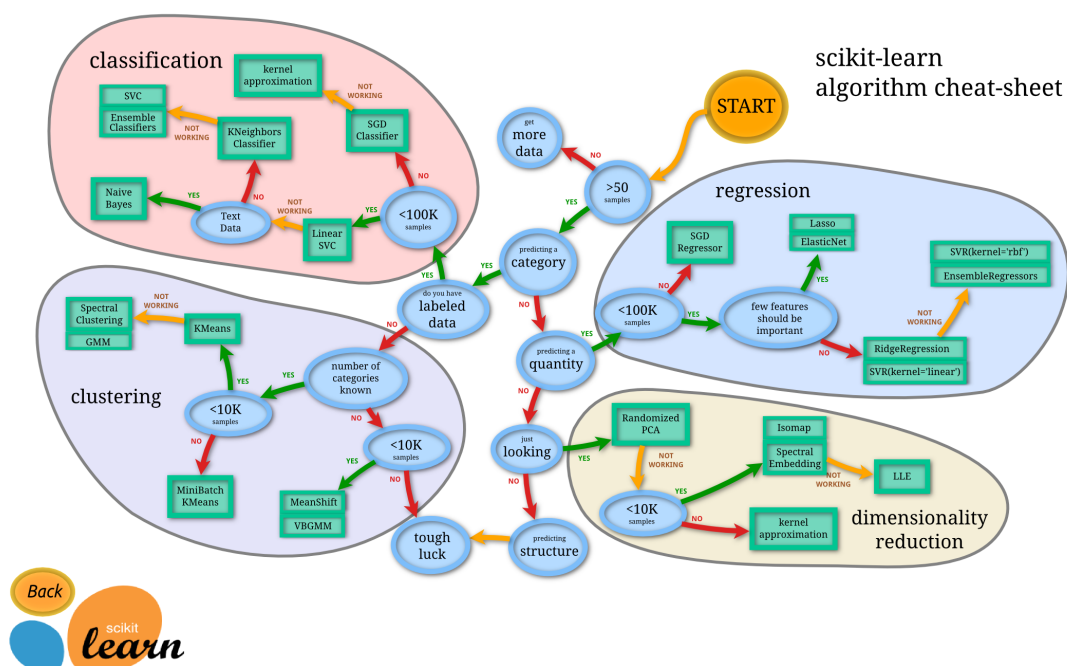 scikit-learn
algorithm cheat-sheet
START
classification
kernel
approximation
NOT
WORKING
SVC
Ensemble
Classifiers
NOT
WORKING
KNeighbors
Classifier
SGD
Classifier
NO
Naive
Bayes
YES
Text
Data
NO
NOT
WORKING
Linear
SVC
YES
<100K
samples
YES
get
more
data
NO
>50
samples
YES
predicting a
category
YES
NO
do you have
labeled
data
NO
predicting a
quantity
YES
NO
just
looking
YES
NO
predicting
structure
tough
luck
regression
SGD
Regressor
NO
<100K
samples
YES
Lasso
ElasticNet
YES
few features
should be
important
NO
SVR(kernel='rbf')
EnsembleRegressors
NOT
WORKING
RidgeRegression
SVR(kernel='linear')
clustering
Spectral
Clustering
GMM
NOT
WORKING
KMeans
YES
number of
categories
known
YES
NO
<10K
samples
NO
MiniBatch
KMeans
<10K
samples
YES
NO
MeanShift
VBGMM
dimensionality
reduction
Randomized
PCA
NOT
WORKING
<10K
samples
YES
NO
Isomap
Spectral
Embedding
NOT
WORKING
LLE
kernel
approximation
Back
scikit
learn